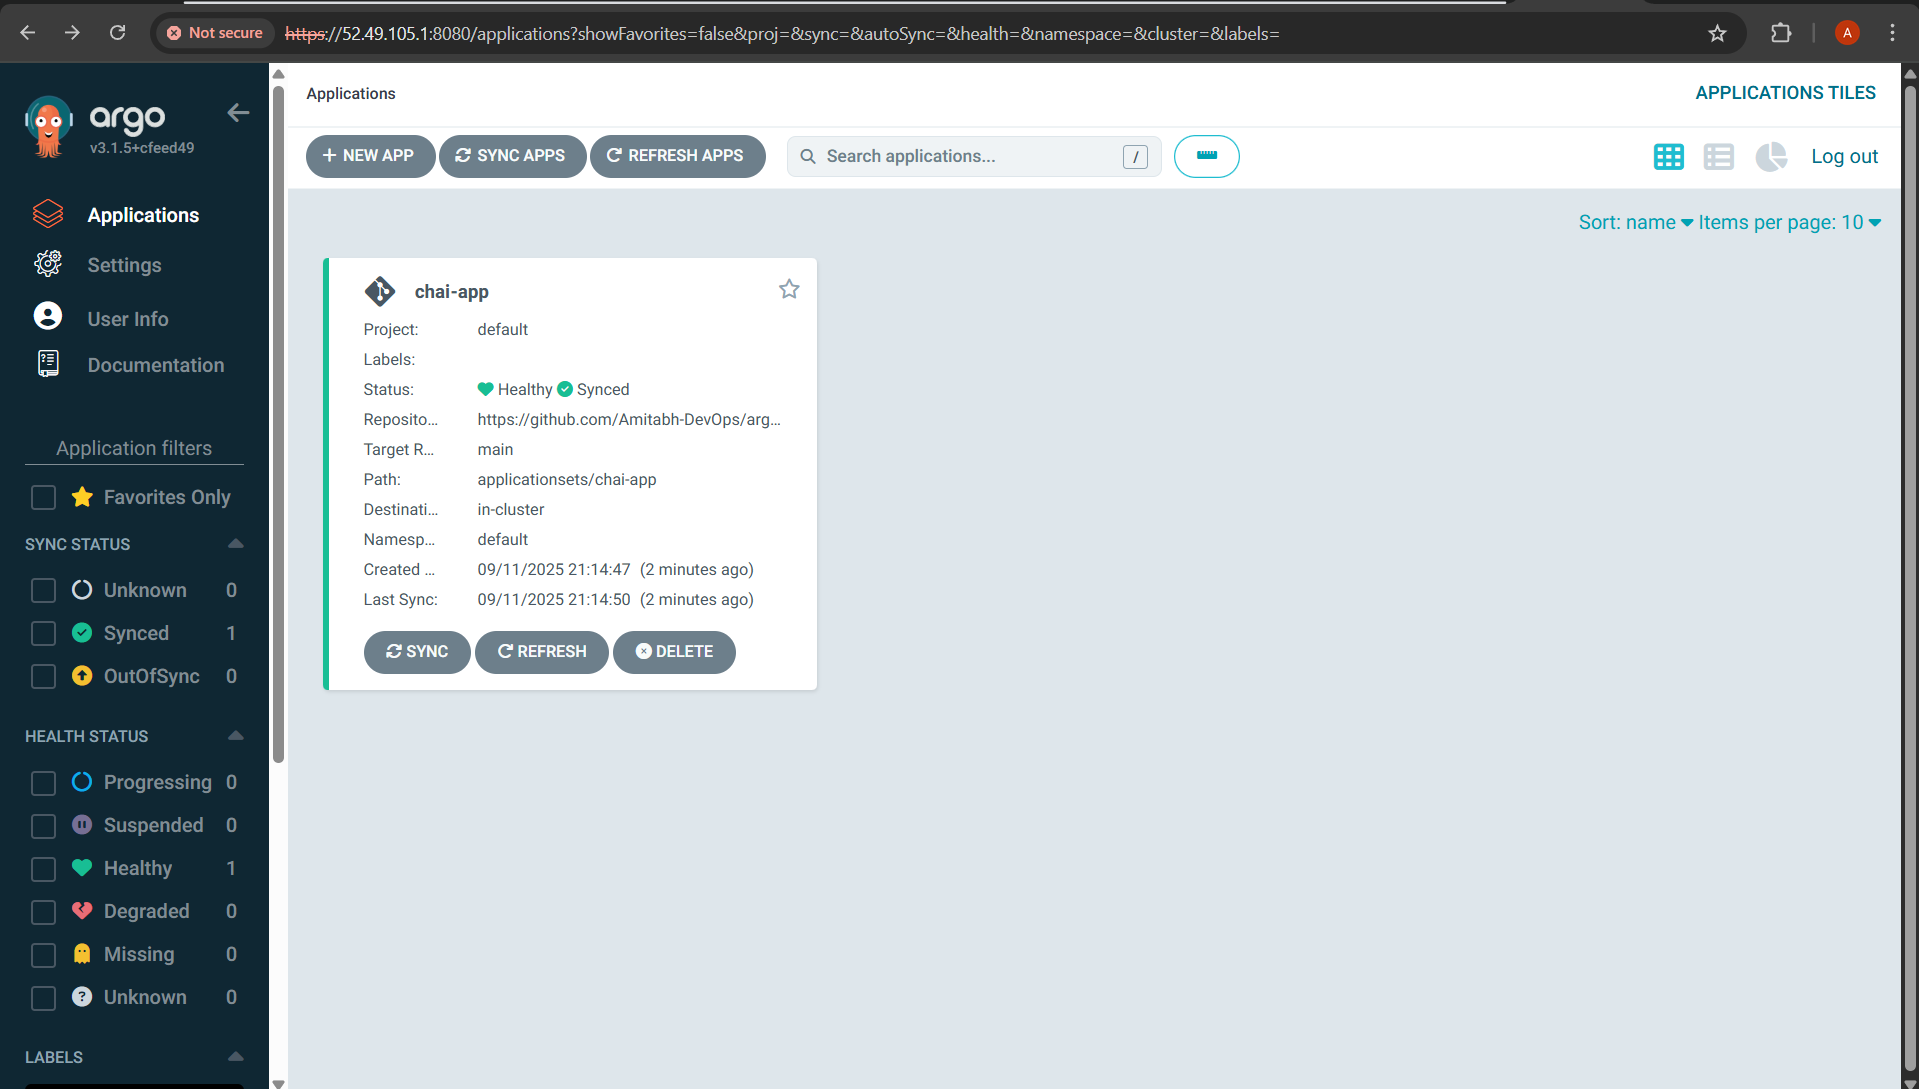 Not secure https://52.49.105.1:8080/applications?showFavorites=false&proj=&sync=&autoSync=&health=&namespace=&cluster=&labels=
A
argo
v3.1.5+cfeed49
Applications
Settings
User Info
Documentation
Application filters
Favorites Only
SYNC STATUS
Unknown 0
Synced 1
OutOfSync 0
HEALTH STATUS
Progressing 0
Suspended 0
Healthy 1
Degraded 0
Missing 0
Unknown 0
LABELS
Applications
APPLICATIONS TILES
NEW APP SYNC APPS REFRESH APPS Search applications... / Log out
Sort: name Items per page: 10
chai-app
Project: default
Labels:
Status: Healthy Synced
Reposito... https://github.com/Amitabh-DevOps/arg...
Target R... main
Path: applicationsets/chai-app
Destinati... in-cluster
Namesp... default
Created ... 09/11/2025 21:14:47 (2 minutes ago)
Last Sync: 09/11/2025 21:14:50 (2 minutes ago)
SYNC REFRESH DELETE